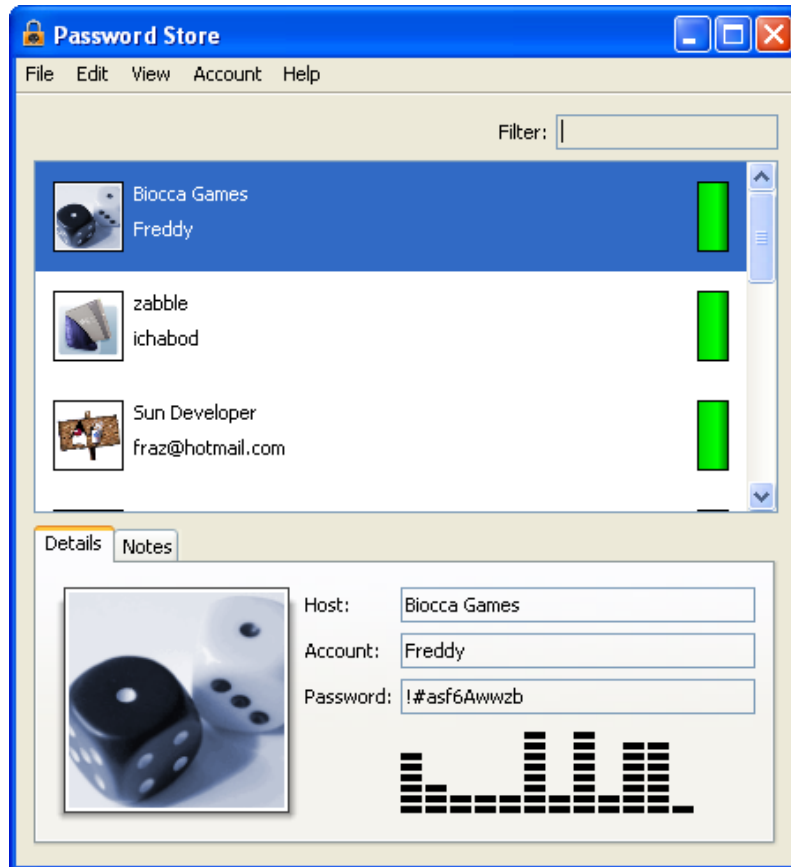 Password Store
File Edit View Account Help
Filter:
Biocca Games
Freddy
zabble
ichabod
Sun Developer
fraz@hotmail.com
Details Notes
Host: Biocca Games
Account: Freddy
Password: !#asf6Awwzb